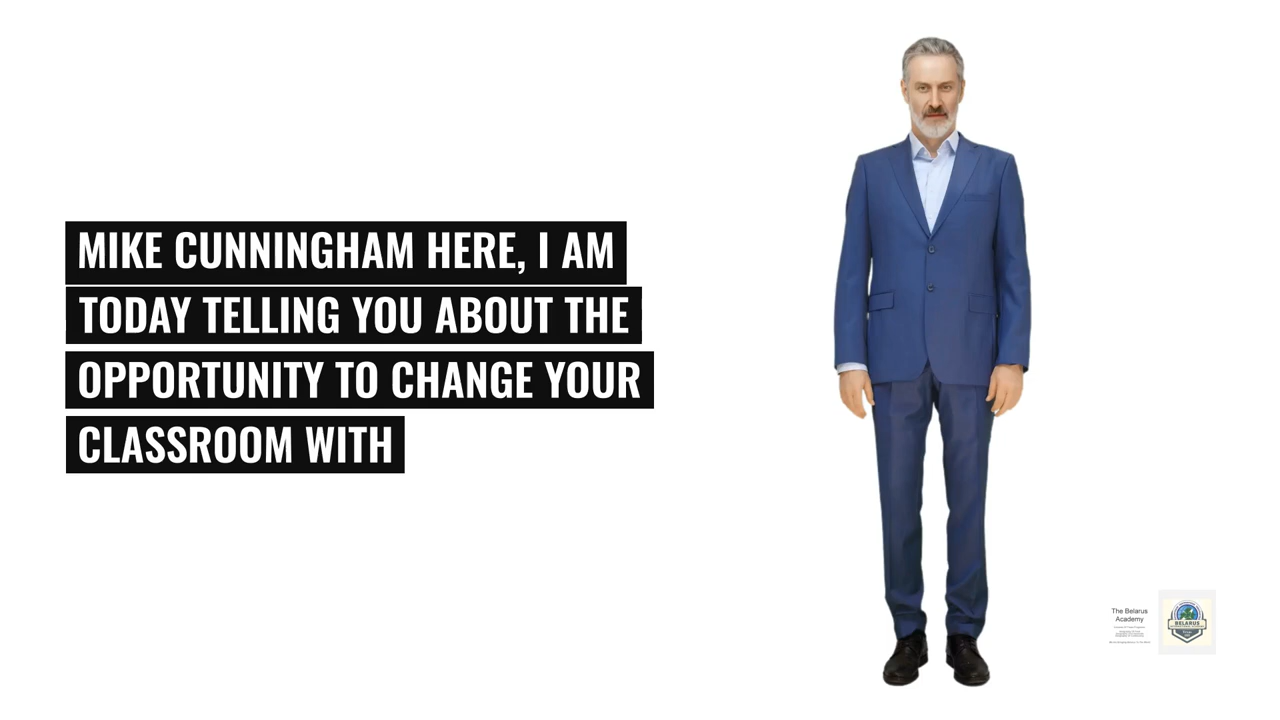 MIKE CUNNINGHAM HERE, I AM
TODAY TELLING YOU ABOUT THE
OPPORTUNITY TO CHANGE YOUR
CLASSROOM WITH
The Belarus
Academy
BELARUS